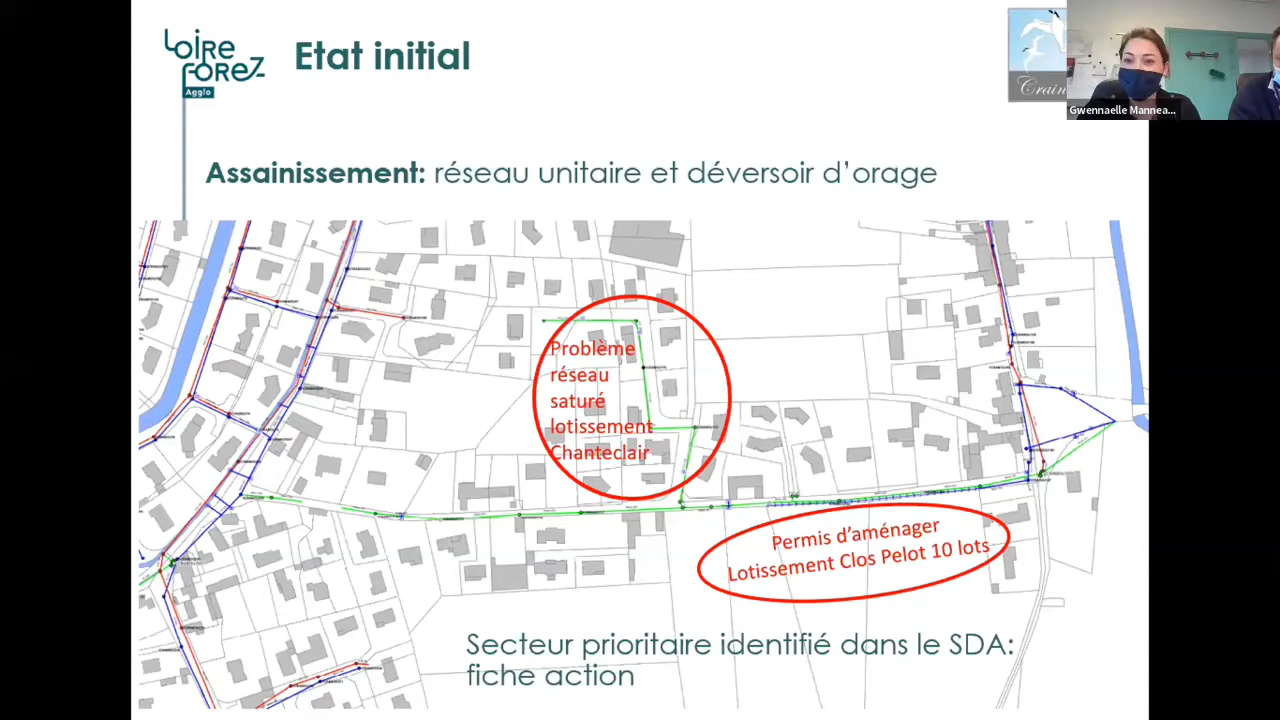 Loire
Forez
Agglo
Etat initial
Gwennaelle Mannea...
Assainissement: réseau unitaire et déversoir d'orage
Problème
réseau
saturé
lotissement
Chanteclair
Permis d'aménager
Lotissement Clos Pelot 10 lots
Secteur prioritaire identifié dans le SDA:
fiche action